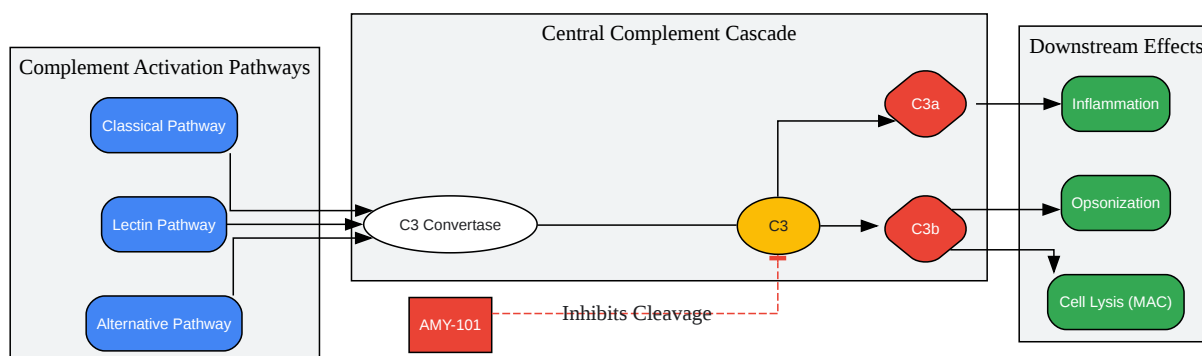 Complement Activation Pathways
Classical Pathway
Lectin Pathway
Alternative Pathway
Central Complement Cascade
C3 Convertase
C3
C3a
C3b
AMY-101
Inhibits Cleavage
Downstream Effects
Inflammation
Opsonization
Cell Lysis (MAC)